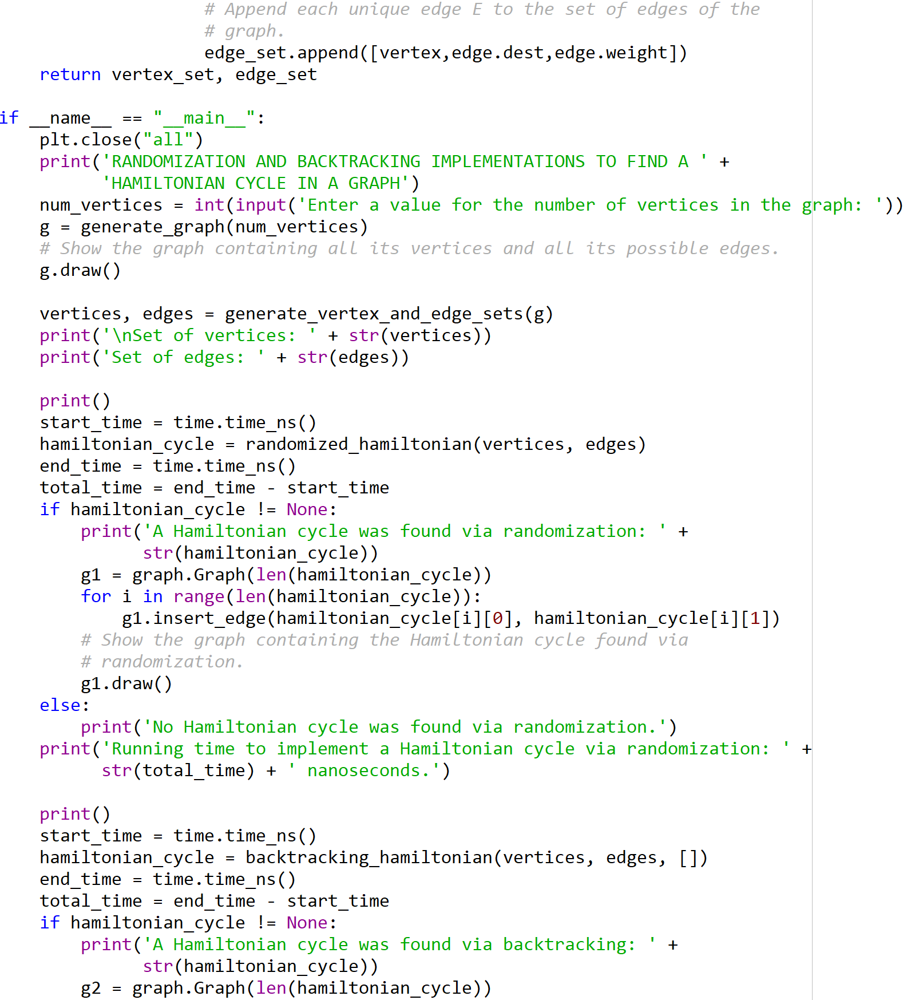 # Append each unique edge E to the set of edges of the
# graph.
edge_set.append([vertex,edge.dest,edge.weight])
return vertex_set, edge_set
if __name__ == "__main__":
plt.close("all")
print('RANDOMIZATION AND BACKTRACKING IMPLEMENTATIONS TO FIND A ' +
'HAMILTONIAN CYCLE IN A GRAPH')
num_vertices = int(input('Enter a value for the number of vertices in the graph: '))
g = generate_graph(num_vertices)
# Show the graph containing all its vertices and all its possible edges.
g.draw()
vertices, edges = generate_vertex_and_edge_sets(g)
print('\nSet of vertices: ' + str(vertices))
print('Set of edges: ' + str(edges))
print()
start_time = time.time_ns()
hamiltonian_cycle = randomized_hamiltonian(vertices, edges)
end_time = time.time_ns()
total_time = end_time - start_time
if hamiltonian_cycle != None:
print('A Hamiltonian cycle was found via randomization: ' +
str(hamiltonian_cycle))
g1 = graph.Graph(len(hamiltonian_cycle))
for i in range(len(hamiltonian_cycle)):
g1.insert_edge(hamiltonian_cycle[i][0], hamiltonian_cycle[i][1])
# Show the graph containing the Hamiltonian cycle found via
# randomization.
g1.draw()
else:
print('No Hamiltonian cycle was found via randomization.')
print('Running time to implement a Hamiltonian cycle via randomization: ' +
str(total_time) + ' nanoseconds.')
print()
start_time = time.time_ns()
hamiltonian_cycle = backtracking_hamiltonian(vertices, edges, [])
end_time = time.time_ns()
total_time = end_time - start_time
if hamiltonian_cycle != None:
print('A Hamiltonian cycle was found via backtracking: ' +
str(hamiltonian_cycle))
g2 = graph.Graph(len(hamiltonian_cycle))